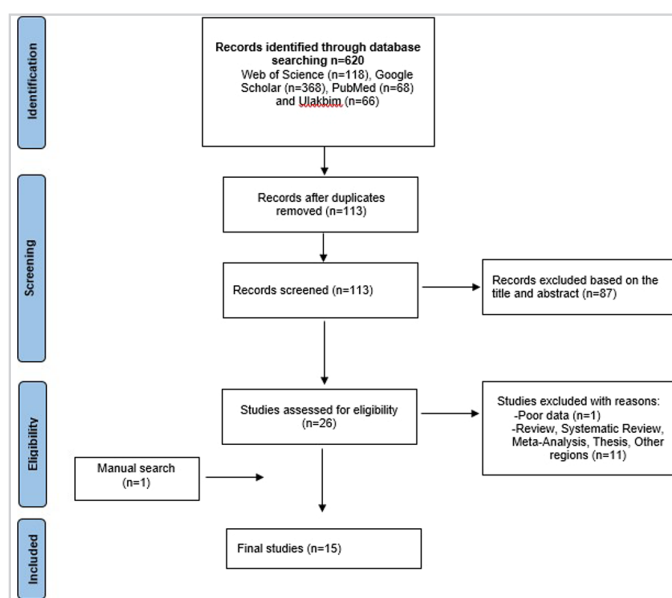 Identification
Records identified through database
searching n=620
Web of Science (n=118), Google
Scholar (n=368), PubMed (n=68)
and Ulakbim (n=66)
Screening
Records after duplicates
removed (n=113)
Records screened (n=113)
Records excluded based on the
title and abstract (n=87)
Eligibility
Studies assessed for eligibility
(n=26)
Studies excluded with reasons:
-Poor data (n=1)
-Review, Systematic Review,
Meta-Analysis, Thesis, Other
regions (n=11)
Manual search
(n=1)
Included
Final studies (n=15)